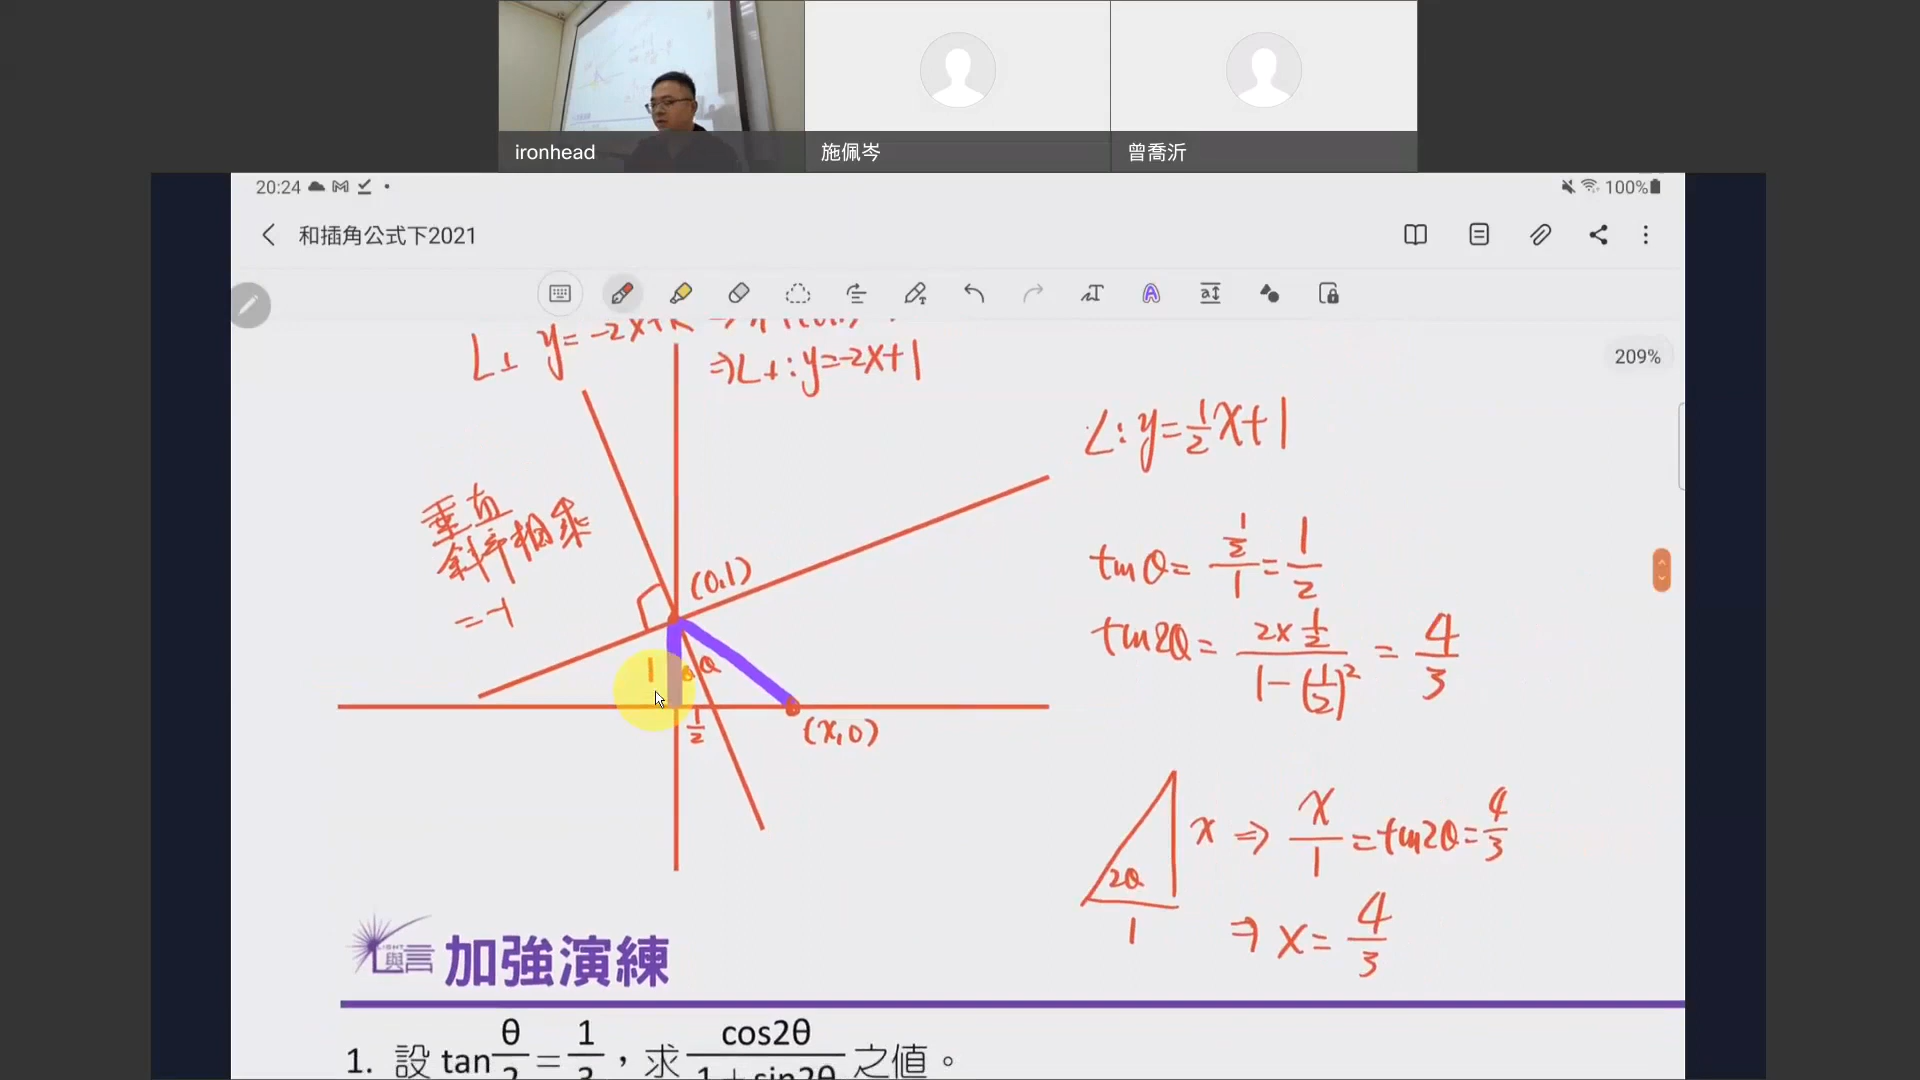 ironhead
施佩岑
曾喬沂
20:24
100%
和插角公式下2021
209%
L⊥ y=-2x+k
⇒L⊥:y=-2x+1
L:y=1/2x+1
垂直
斜率相乘
=-1
(0,1)
tanθ= (1/2)/1 = 1/2
tan2θ= (2×1/2)/(1-(1/2)²) = 4/3
1
θ
θ
1/2
(x,0)
x ⇒ x/1 =tan2θ= 4/3
2θ
1
⇒ x= 4/3
LIGHT
與言
加強演練
1. 設 tan θ/2 = 1/3 ,求 cos2θ/(1+sin2θ) 之值。